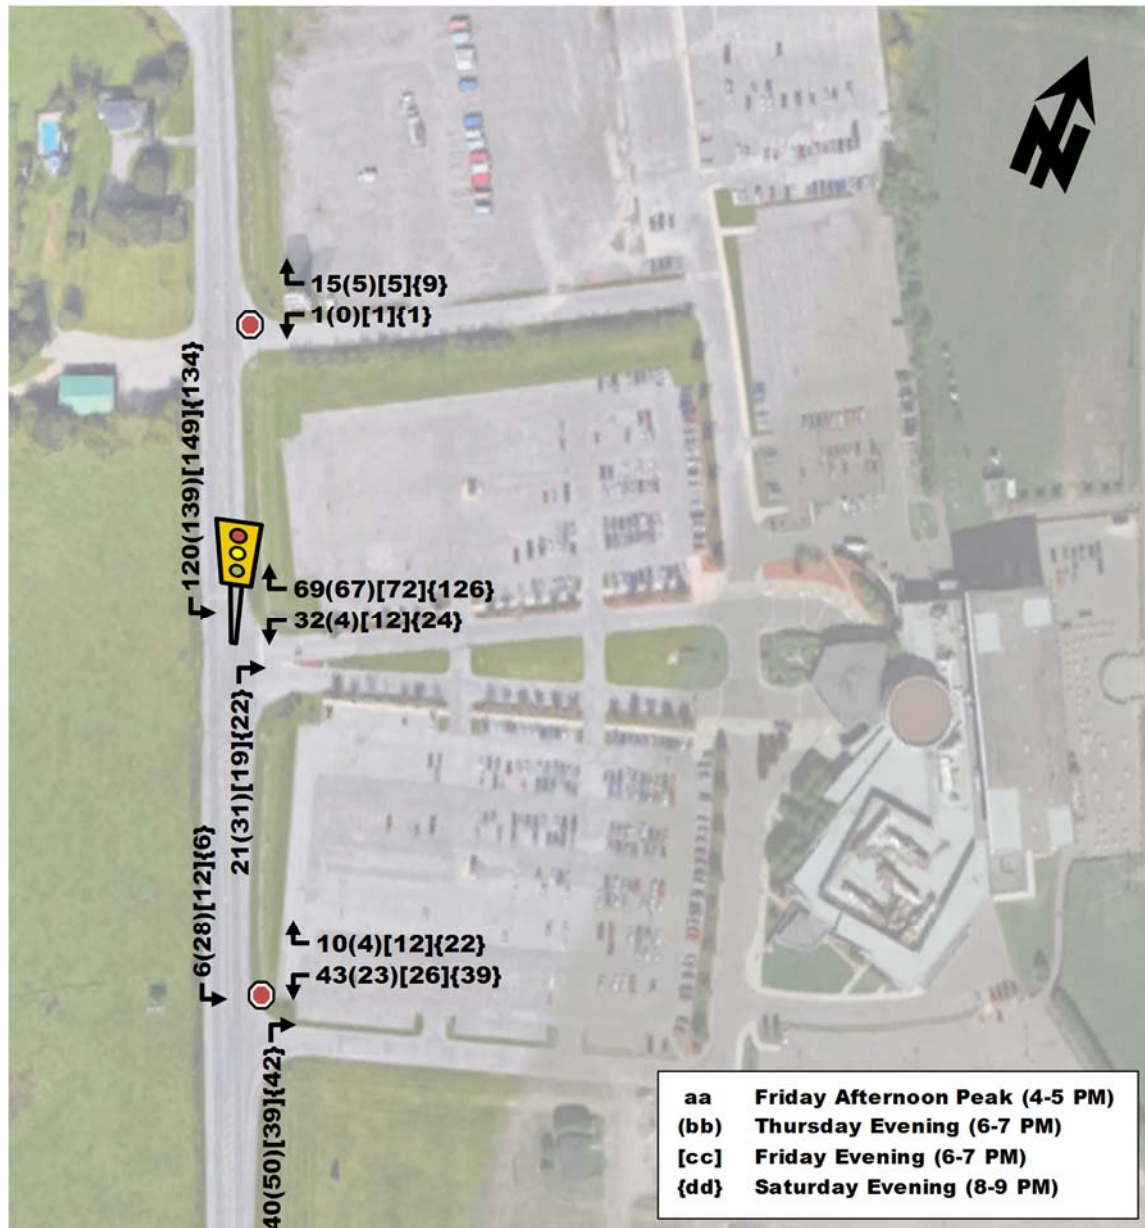 15(5)[5]{9}
1(0)[1]{1}
120(139)[149]{134}
69(67)[72]{126}
32(4)[12]{24}
21(31)[19]{22}
6(28)[12]{6}
10(4)[12]{22}
43(23)[26]{39}
40(50)[39]{42}
N
aa Friday Afternoon Peak (4-5 PM)
(bb) Thursday Evening (6-7 PM)
[cc] Friday Evening (6-7 PM)
{dd} Saturday Evening (8-9 PM)